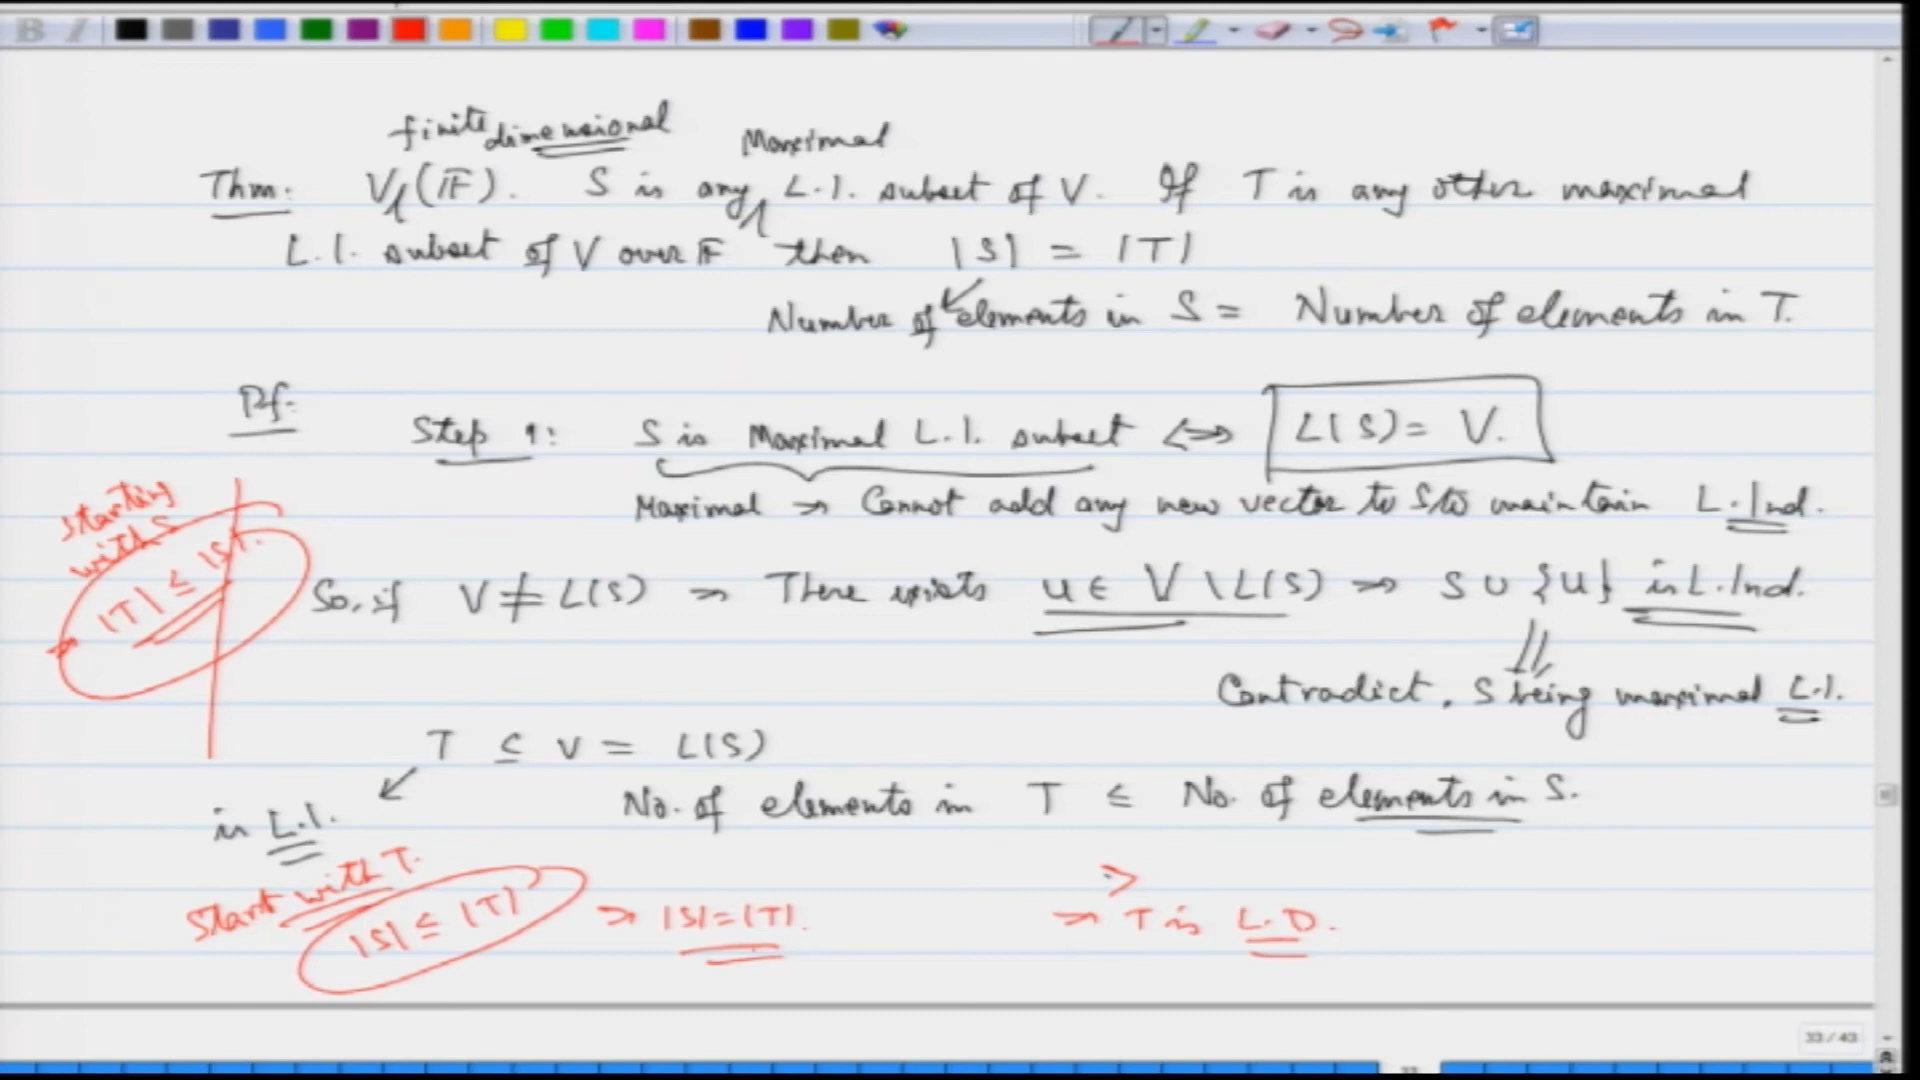 finite dimensional Maximal
Thm: V(F). S is any L.I. subset of V. If T is any other maximal
L.I. subset of V over F then |S| = |T|
Number of elements in S = Number of elements in T.
Pf:
Step 1: S is Maximal L.I. subset ⟺ L(S) = V.
Maximal → Cannot add any new vector to S to maintain L.Ind.
starting
with S
|T| ≤ |S|.
So, if V ≠ L(S) ⇒ There exists u ∈ V \ L(S) ⇒ S ∪ {u} is L.Ind.
Contradict, S being maximal L.I.
T ⊆ V = L(S)
is L.I.
No. of elements in T ≤ No. of elements in S.
Start with T.
|S| ≤ |T| ⇒ |S| = |T|.
>
⇒ T is L.D.
33 / 43